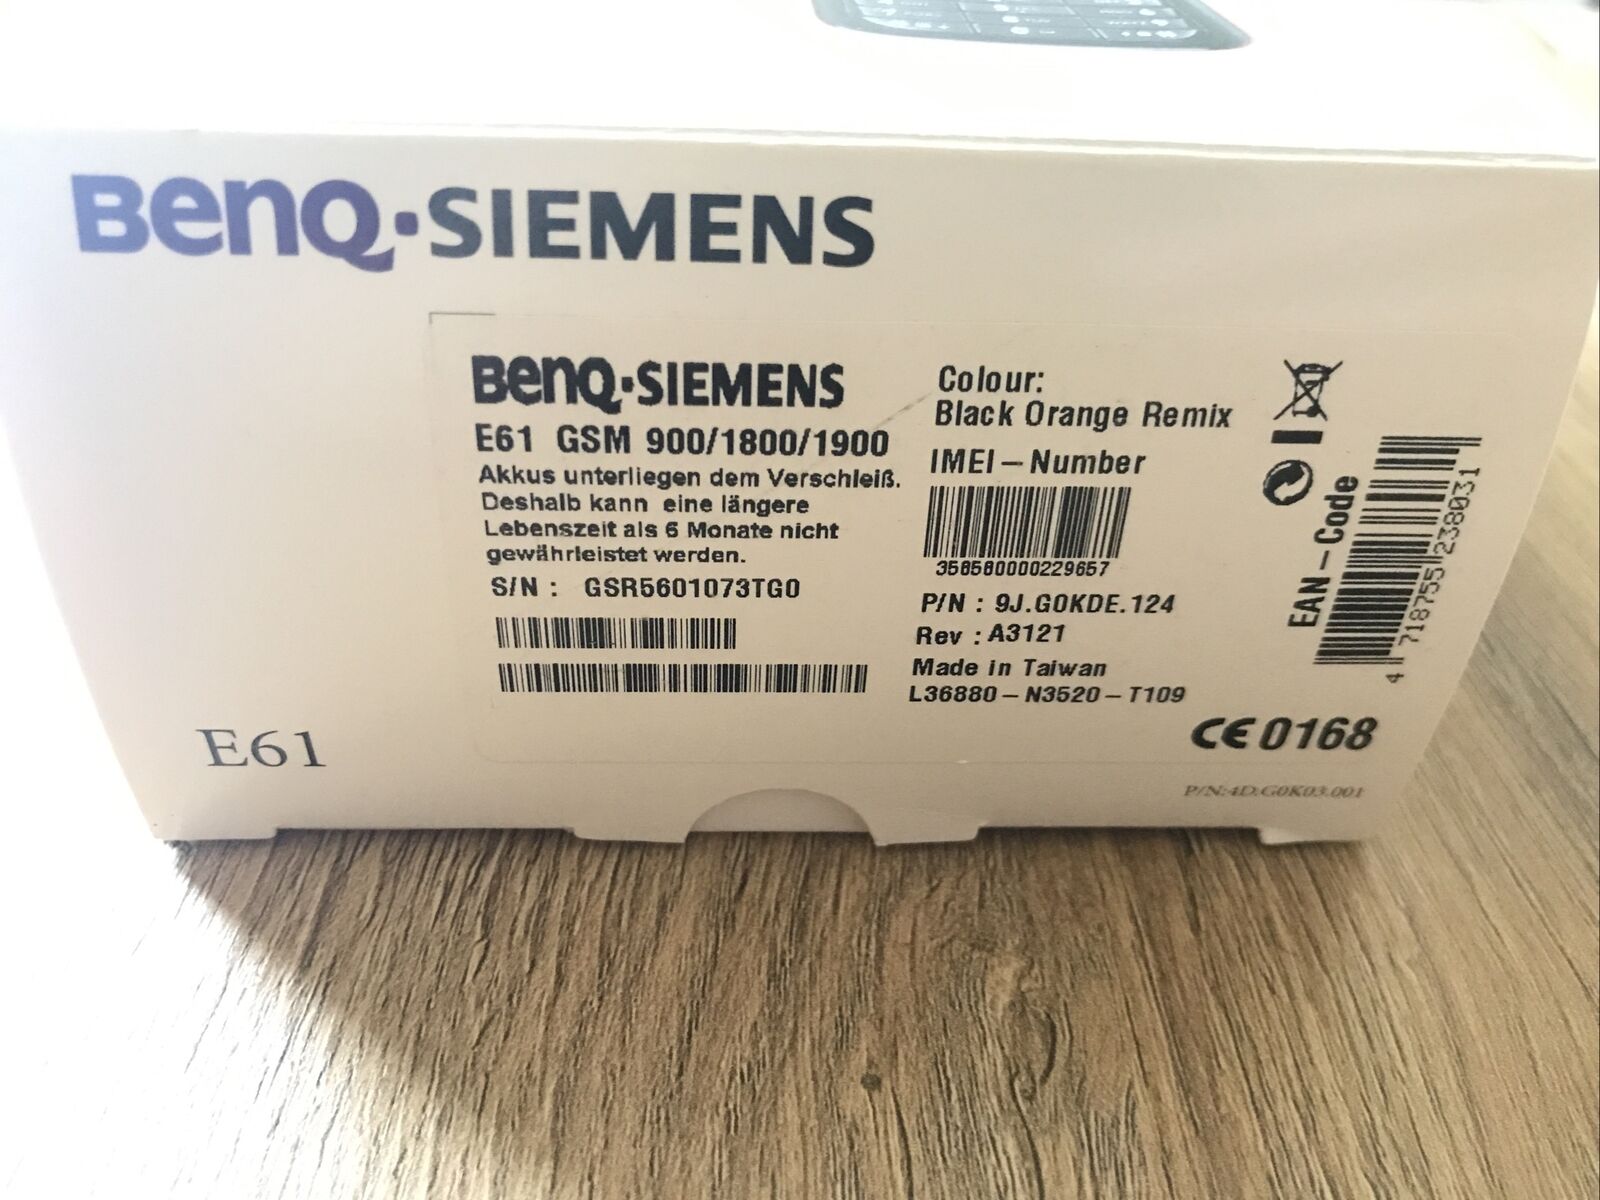 BenQ·SIEMENS
BenQ·SIEMENS
E61 GSM 900/1800/1900
Akkus unterliegen dem Verschleiß.
Deshalb kann eine längere
Lebenszeit als 6 Monate nicht
gewährleistet werden.
S/N : GSR5601073TG0
Colour:
Black Orange Remix
IMEI-Number
358560000229657
P/N : 9J.G0KDE.124
Rev : A3121
Made in Taiwan
L36880-N3520-T109
EAN-Code
4 718755 238031
CE 0168
E61
P/N:4D.G0K03.001